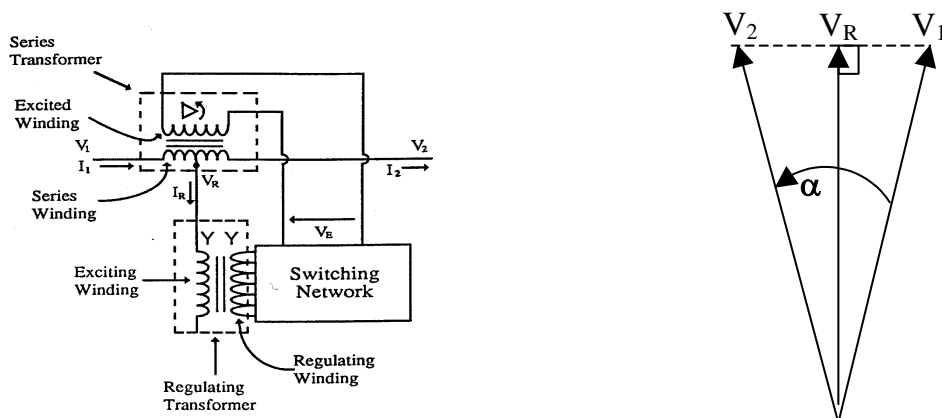 Series
Transformer
Excited
Winding
V1
V2
I1
I2
VR
IR
Series
Winding
VE
Y Y
Exciting
Winding
Switching
Network
Regulating
Winding
Regulating
Transformer
V2 VR V1
α